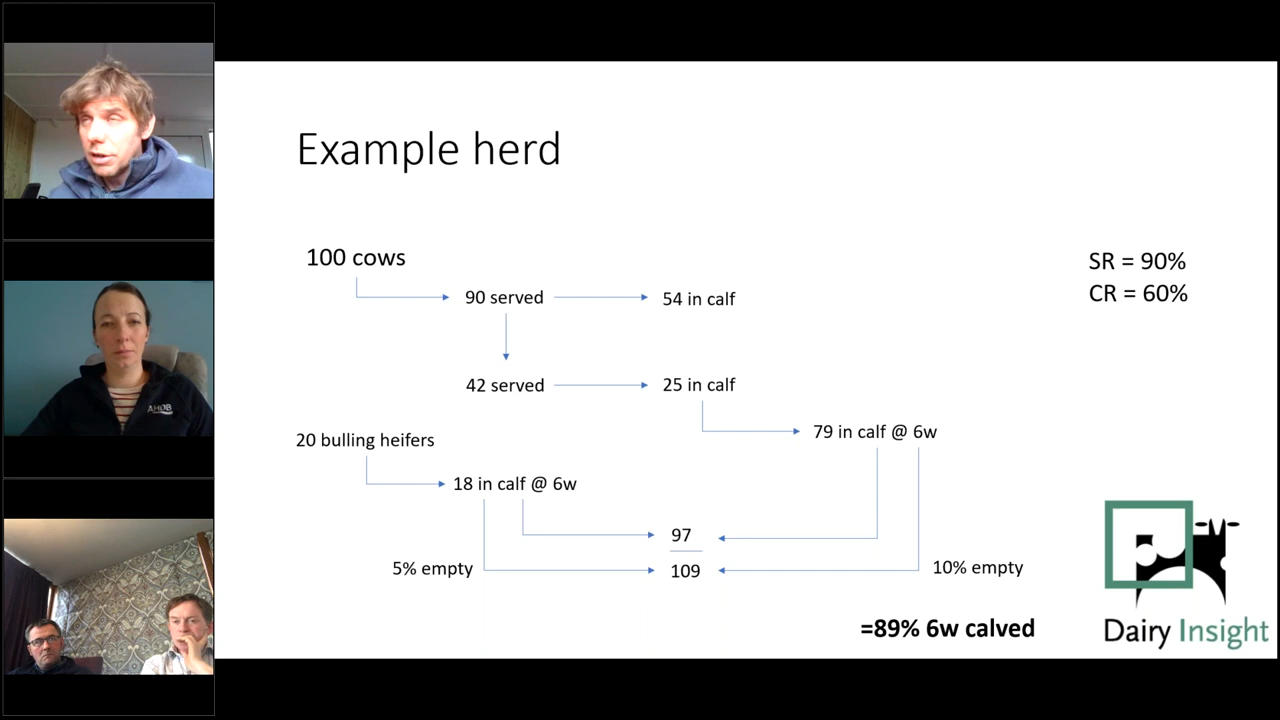 Example herd
100 cows
SR = 90%
CR = 60%
90 served
54 in calf
42 served
25 in calf
20 bulling heifers
79 in calf @ 6w
18 in calf @ 6w
97
109
5% empty
10% empty
=89% 6w calved
Dairy Insight
AHDB